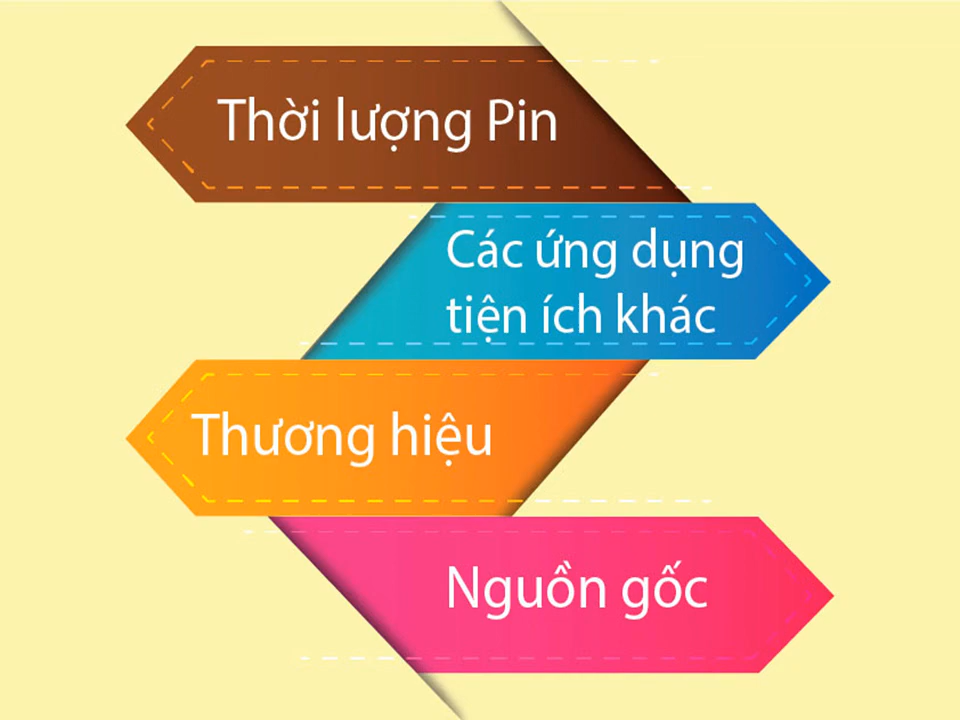 Thời lượng Pin
Các ứng dụng
tiện ích khác
Thương hiệu
Nguồn gốc